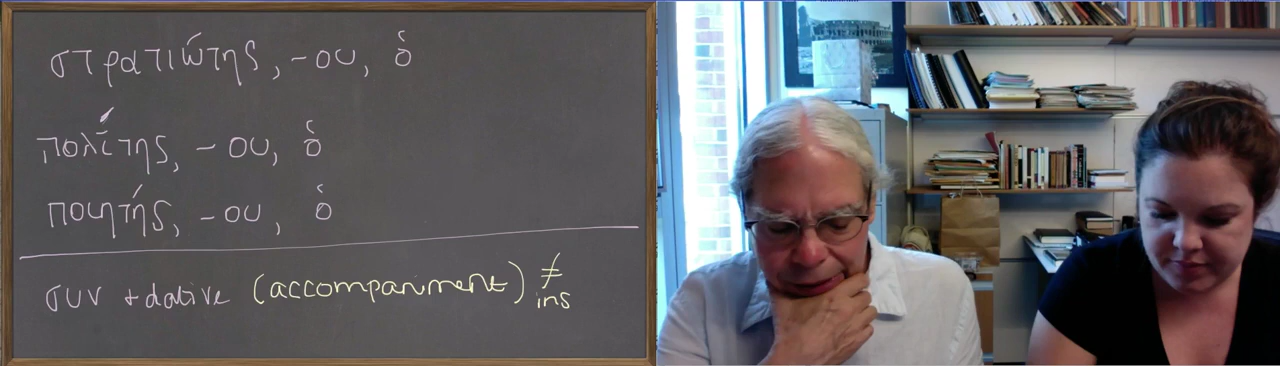 στρατιώτης, -ου, ὁ
πολίτης, -ου, ὁ
ποιητής, -ου, ὁ
συν + dative (accompaniment) ≠
ins